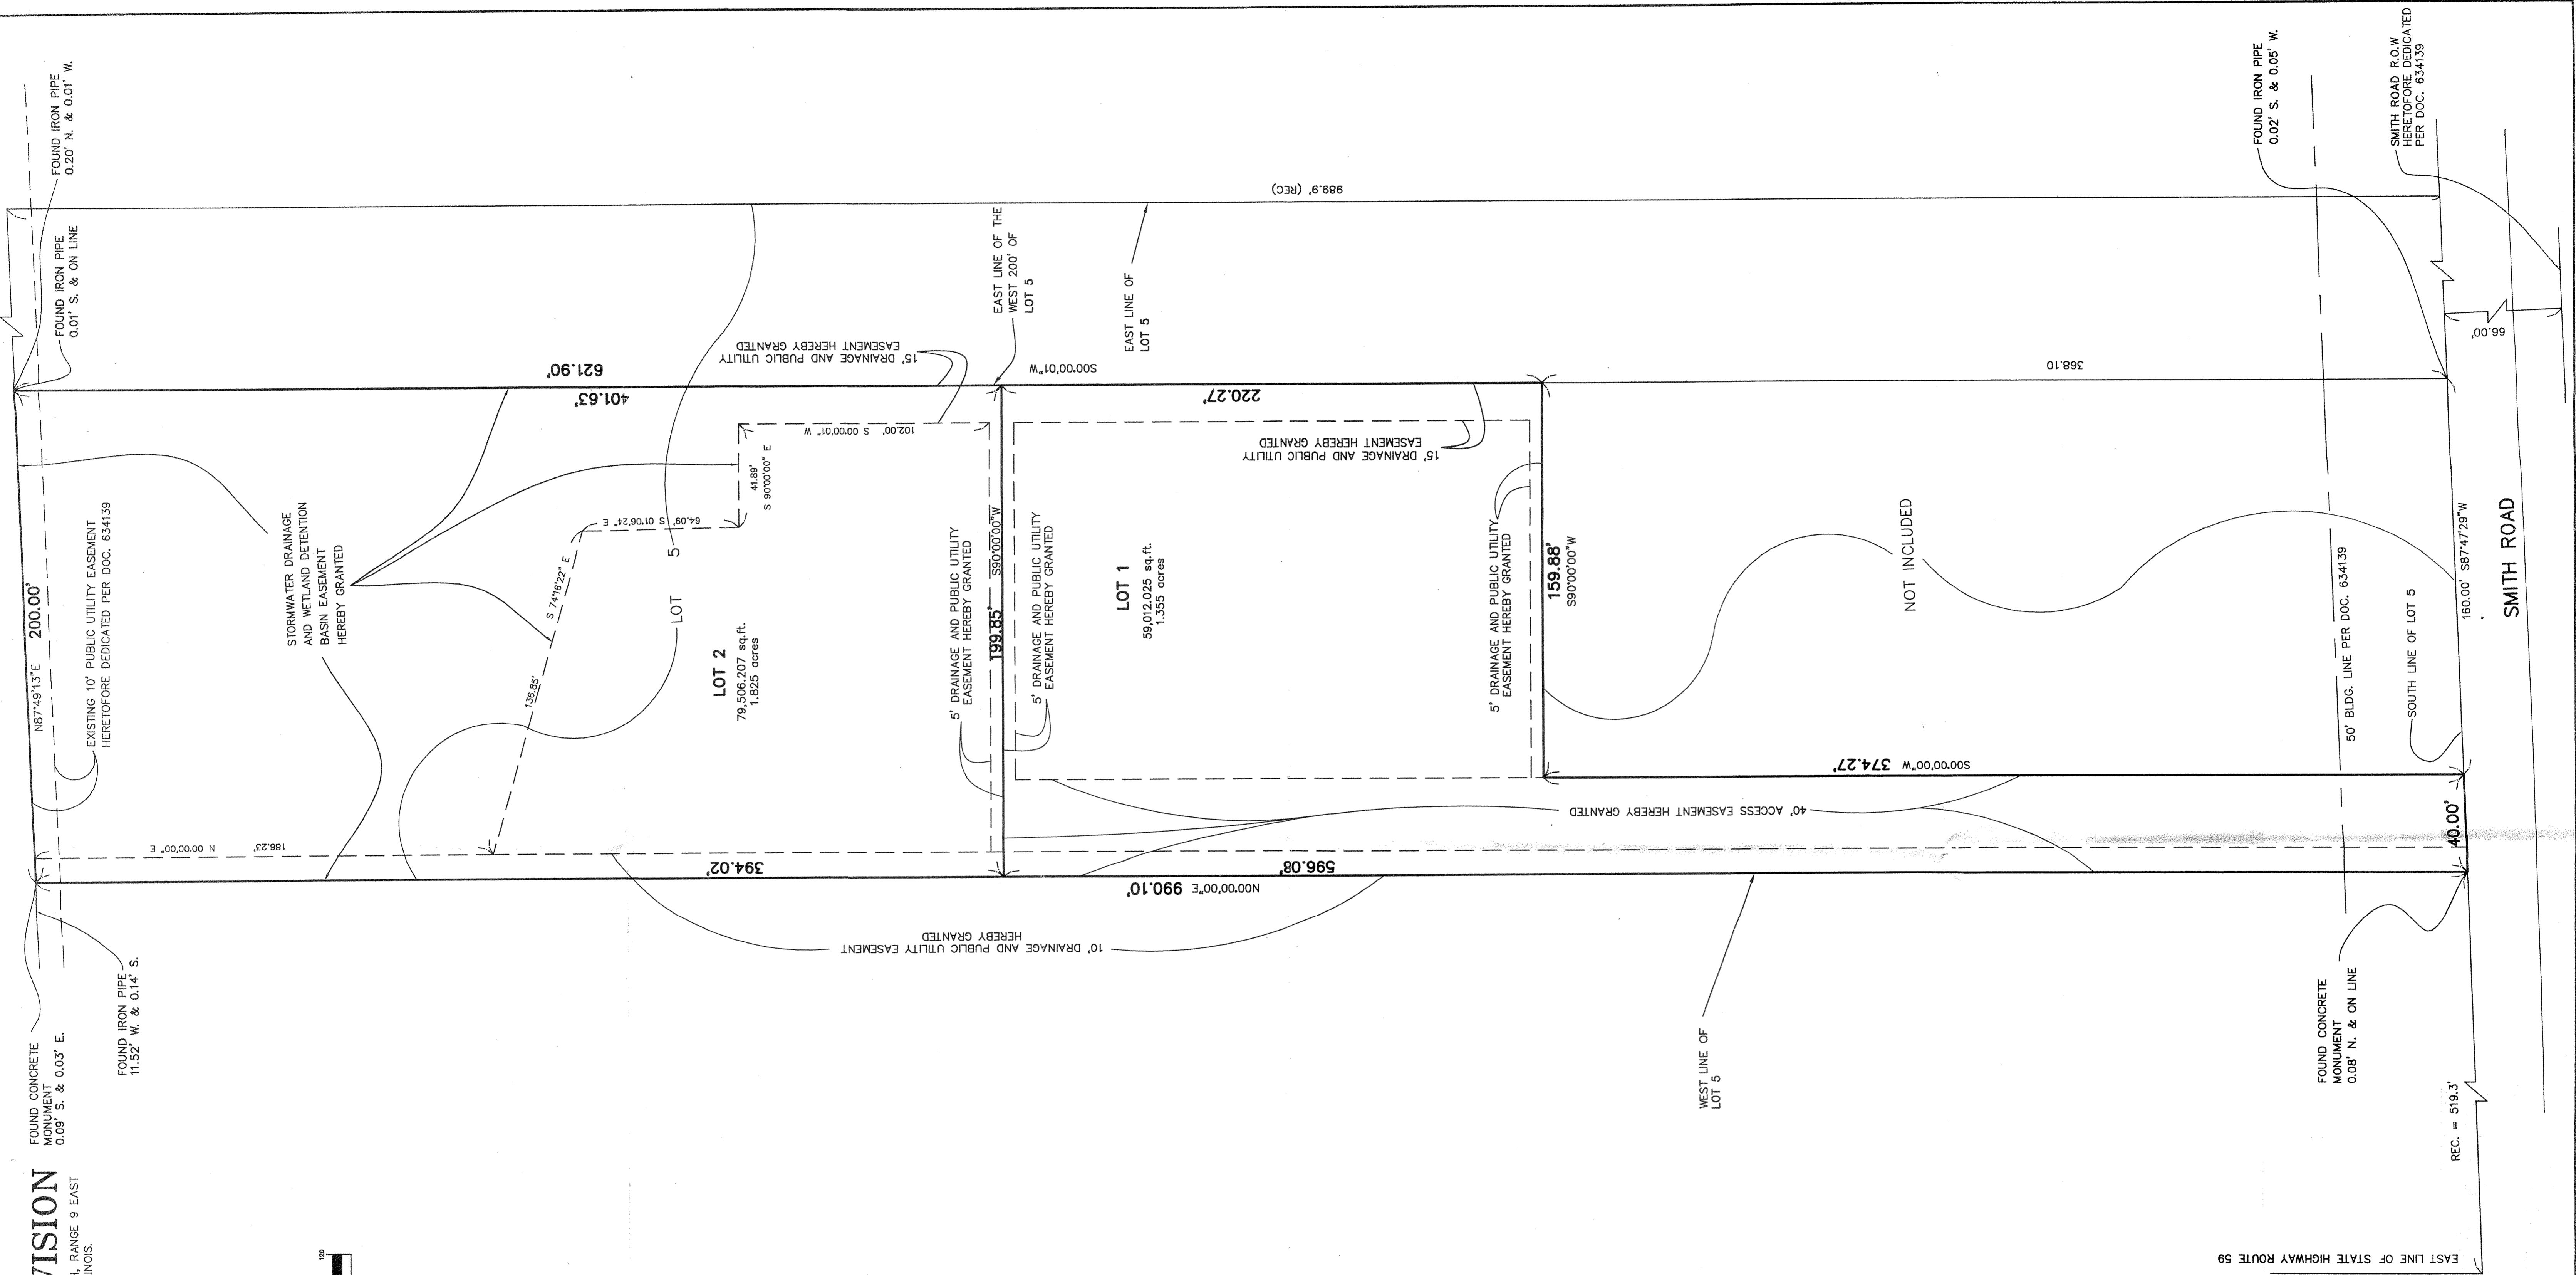 VISION
H, RANGE 9 EAST
INOIS.
120
FOUND CONCRETE
MONUMENT
0.09' S. & 0.03' E.
FOUND IRON PIPE
11.52' W. & 0.14' S.
N87°49'13"E 200.00'
EXISTING 10' PUBLIC UTILITY EASEMENT
HERETOFORE DEDICATED PER DOC. 634139
FOUND IRON PIPE
0.01' S. & ON LINE
FOUND IRON PIPE
0.20' N. & 0.01' W.
STORMWATER DRAINAGE
AND WETLAND DETENTION
BASIN EASEMENT
HEREBY GRANTED
186.23' N 00°00'00" E
136.85'
S 74°16'22" E
64.09' S 01°06'24" E
41.89'
S 90°00'00" E
102.00' S 00°00'01" W
621.90'
401.63'
15' DRAINAGE AND PUBLIC UTILITY
EASEMENT HEREBY GRANTED
LOT 5
LOT 2
79,506.207 sq.ft.
1.825 acres
394.02'
10' DRAINAGE AND PUBLIC UTILITY EASEMENT
HEREBY GRANTED
5' DRAINAGE AND PUBLIC UTILITY
EASEMENT HEREBY GRANTED
199.85' S90°00'00"W
5' DRAINAGE AND PUBLIC UTILITY
EASEMENT HEREBY GRANTED
EAST LINE OF THE
WEST 200' OF
LOT 5
S00°00'01"W
EAST LINE OF
LOT 5
989.9' (REC)
LOT 1
59,012.025 sq.ft.
1.355 acres
220.27'
15' DRAINAGE AND PUBLIC UTILITY
EASEMENT HEREBY GRANTED
N00°00'00"E 990.10'
596.08'
5' DRAINAGE AND PUBLIC UTILITY
EASEMENT HEREBY GRANTED
159.88'
S90°00'00"W
40' ACCESS EASEMENT HEREBY GRANTED
S00°00'00"W 374.27'
WEST LINE OF
LOT 5
NOT INCLUDED
368.10
50' BLDG. LINE PER DOC. 634139
SOUTH LINE OF LOT 5
40.00'
160.00' S87°47'29"W
SMITH ROAD
66.00'
FOUND IRON PIPE
0.02' S. & 0.05' W.
SMITH ROAD R.O.W
HERETOFORE DEDICATED
PER DOC. 634139
FOUND CONCRETE
MONUMENT
0.08' N. & ON LINE
REC. = 519.3'
EAST LINE OF STATE HIGHWAY ROUTE 59